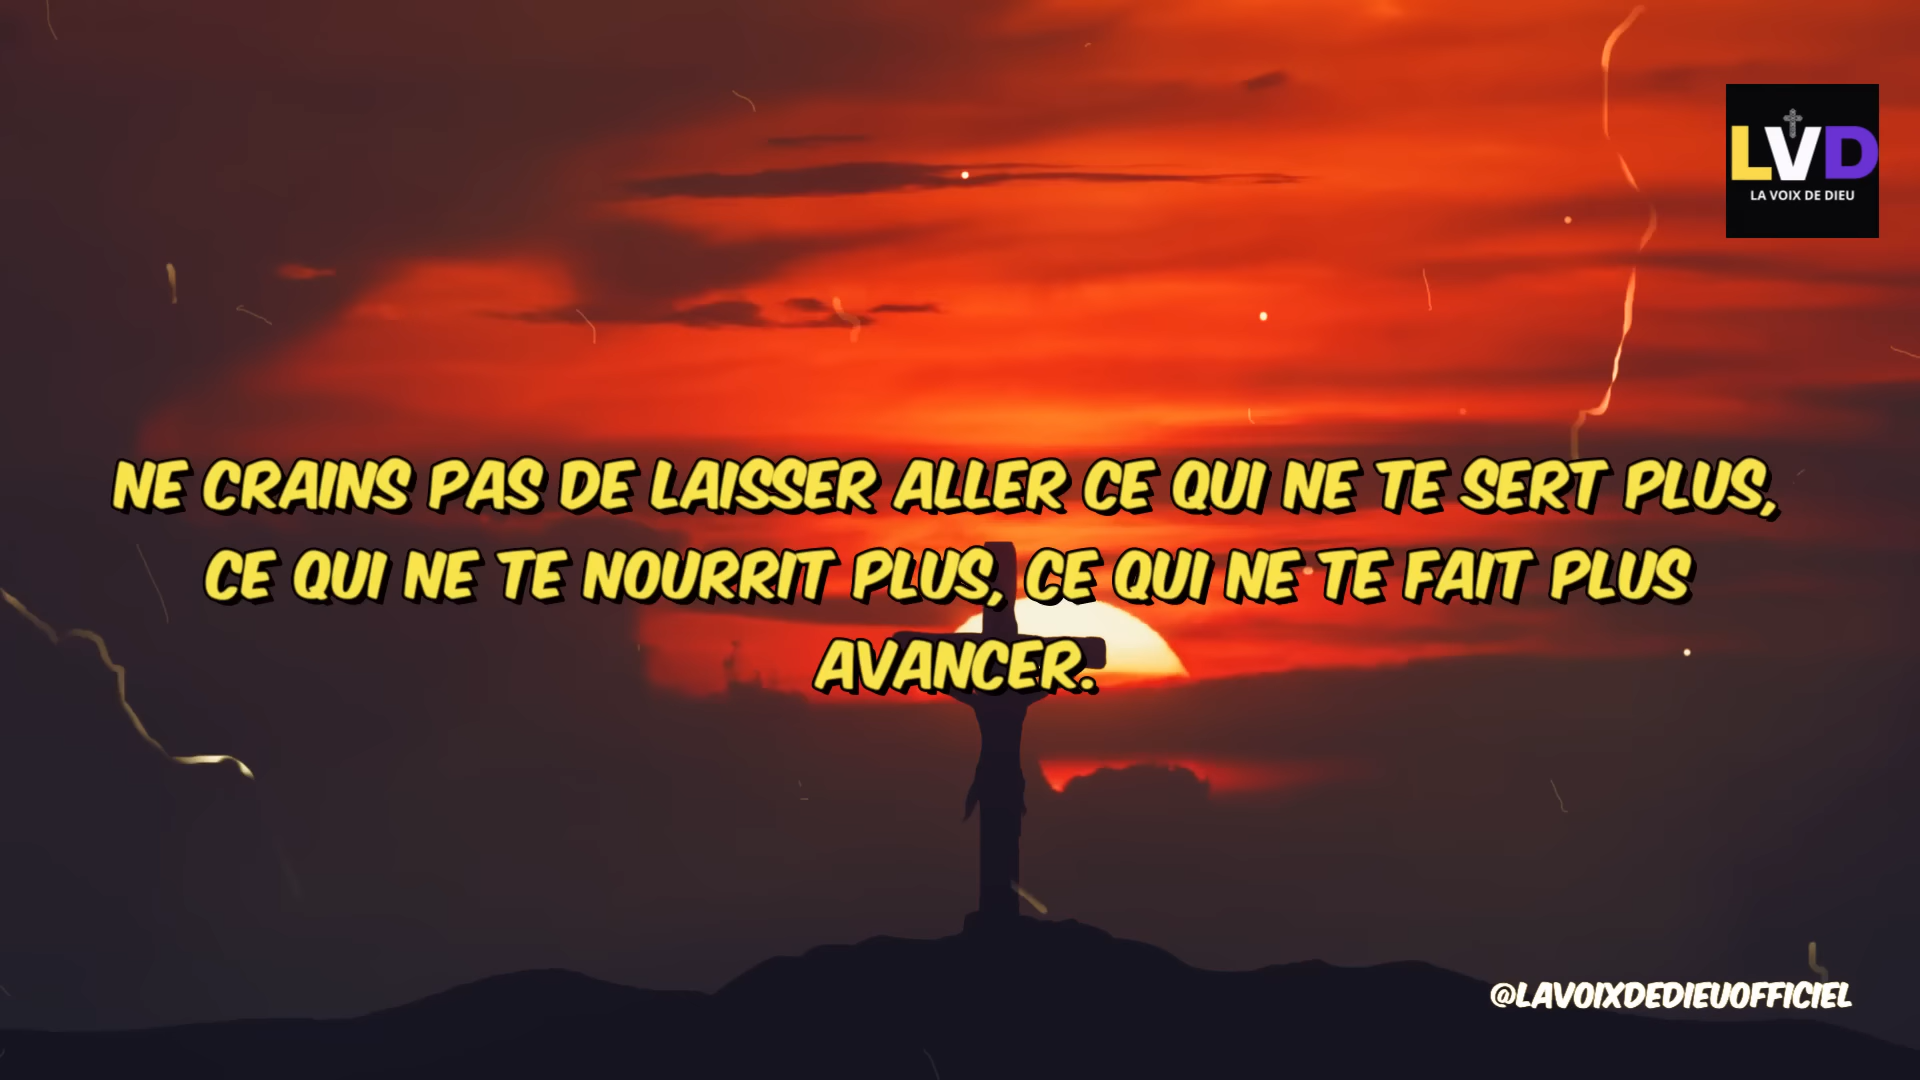 LVD
LA VOIX DE DIEU
NE CRAINS PAS DE LAISSER ALLER CE QUI NE TE SERT PLUS,
CE QUI NE TE NOURRIT PLUS, CE QUI NE TE FAIT PLUS
AVANCER.
@LAVOIXDEDIEUOFFICIEL